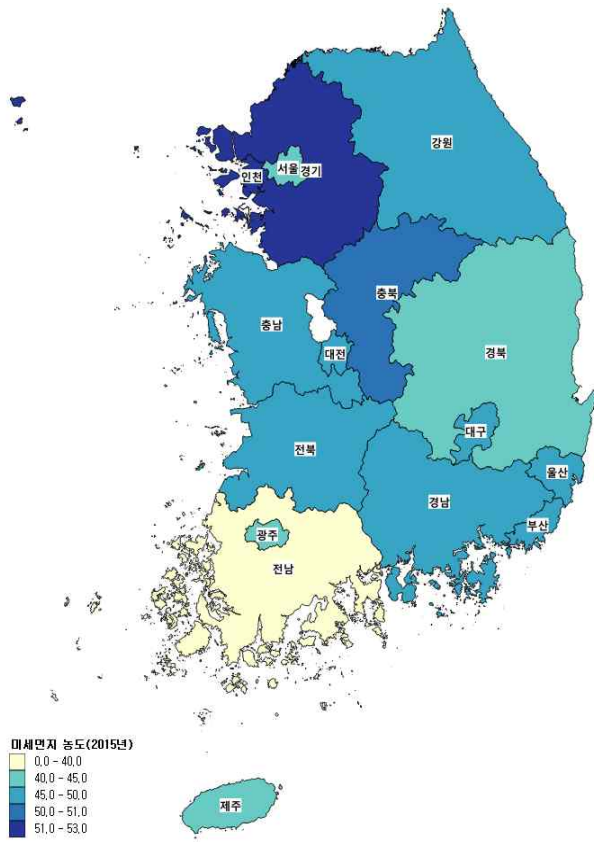 강원
서울
경기
인천
충북
충남
대전
경북
대구
전북
울산
경남
부산
광주
전남
제주
미세먼지 농도(2015년)
0,0 - 40,0
40,0 - 45,0
45,0 - 50,0
50,0 - 51,0
51,0 - 53,0